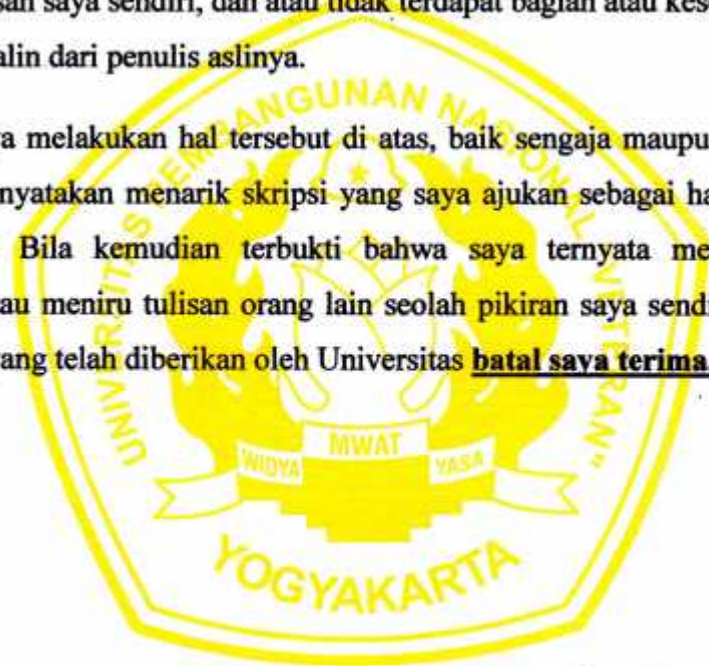 san saya sendiri, dan atau tidak terdapat bagian atau kese
alin dari penulis aslinya.
ya melakukan hal tersebut di atas, baik sengaja maupu
nyatakan menarik skripsi yang saya ajukan sebagai ha
Bila kemudian terbukti bahwa saya ternyata me
au meniru tulisan orang lain seolah pikiran saya sendi
yang telah diberikan oleh Universitas batal saya terima.
UNIVERSITAS PEMBANGUNAN NASIONAL "VETERAN"
WIDYA
MWAT
YASA
YOGYAKARTA